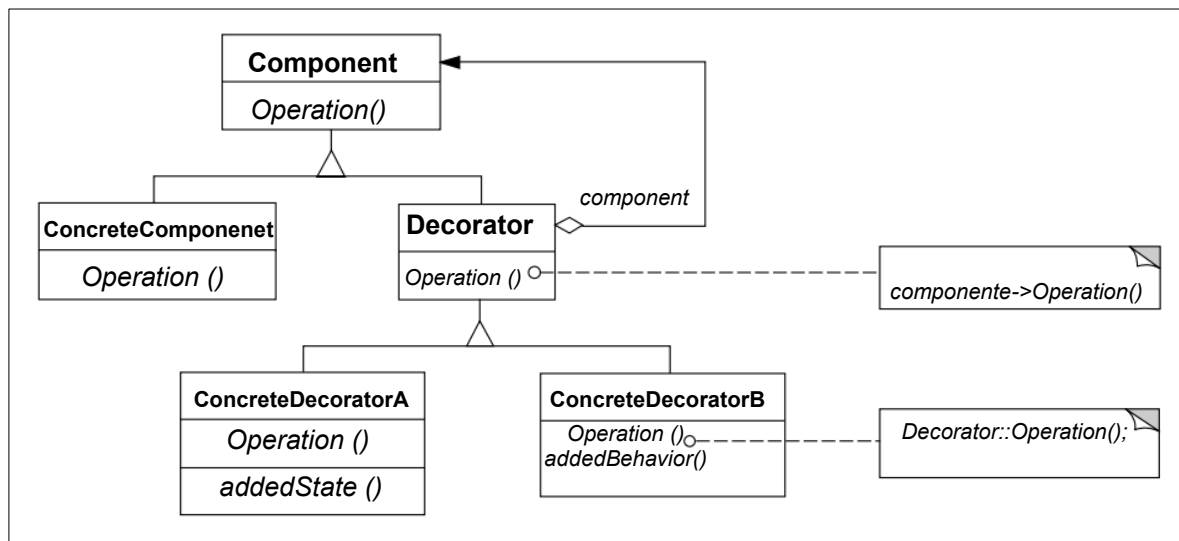 Component
Operation()
component
ConcreteComponenet
Operation ()
Decorator
Operation ()
componente->Operation()
ConcreteDecoratorA
Operation ()
addedState ()
ConcreteDecoratorB
Operation ()
addedBehavior()
Decorator::Operation();